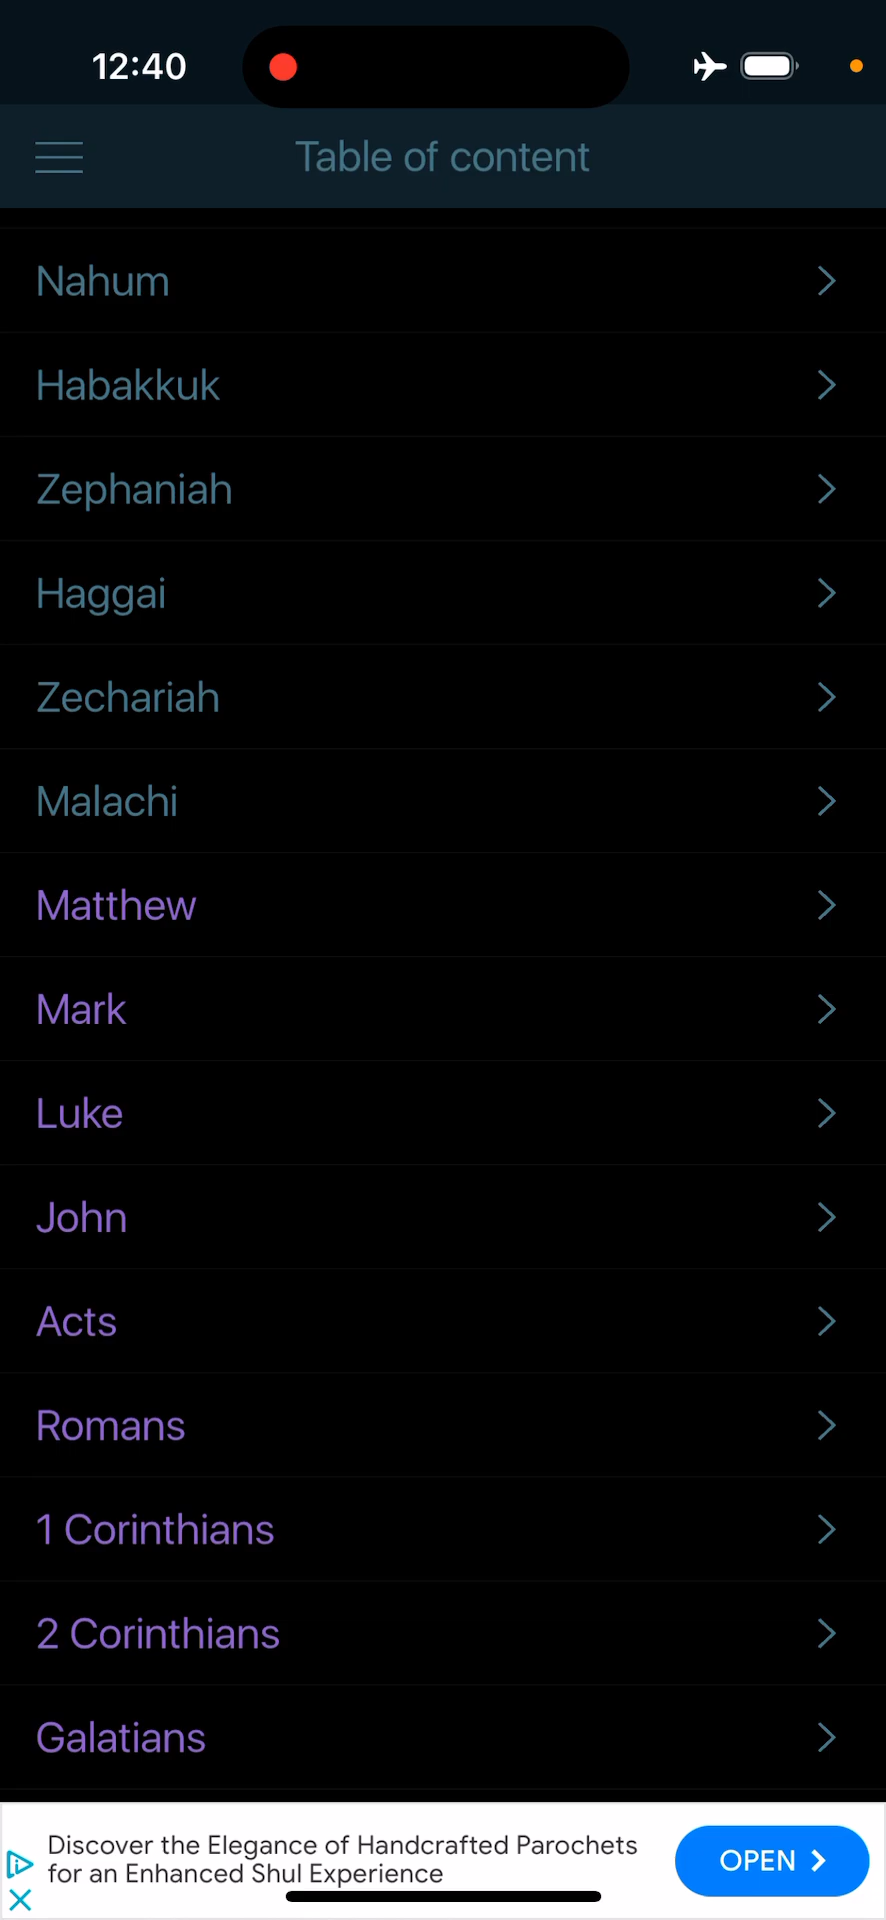 12:40
Table of content
Nahum
Habakkuk
Zephaniah
Haggai
Zechariah
Malachi
Matthew
Mark
Luke
John
Acts
Romans
1 Corinthians
2 Corinthians
Galatians
Discover the Elegance of Handcrafted Parochets
for an Enhanced Shul Experience
OPEN